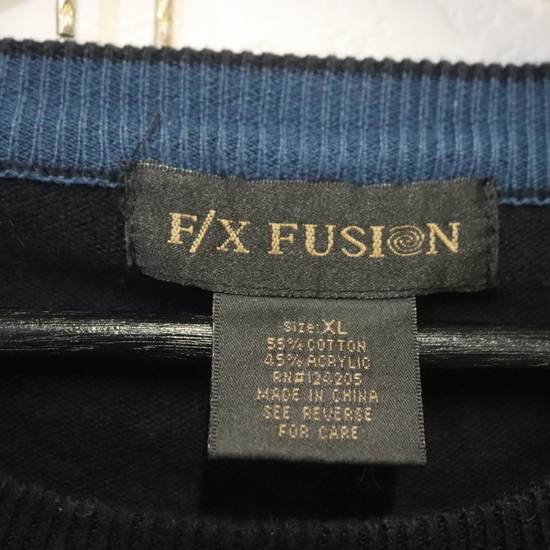 F/X FUSION
Size: XL
55% COTTON
45% ACRYLIC
RN#124205
MADE IN CHINA
SEE REVERSE
FOR CARE